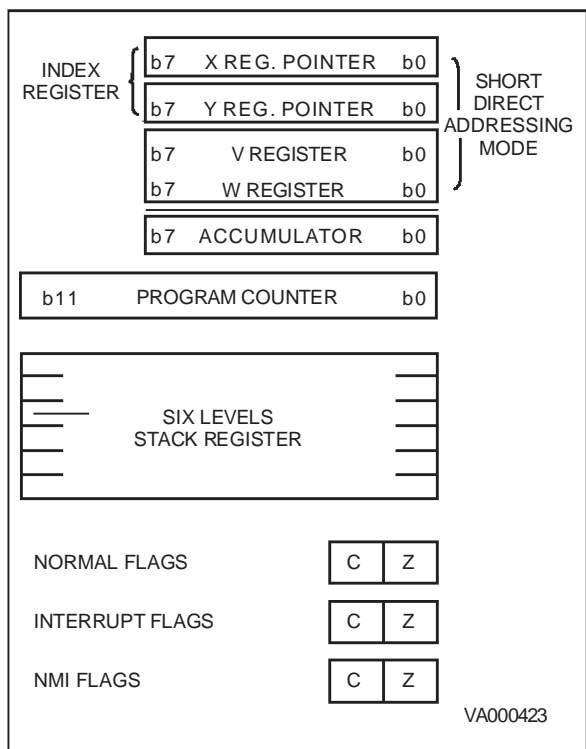 INDEX
REGISTER
b7 X REG. POINTER b0
b7 Y REG. POINTER b0
b7 V REGISTER b0
b7 W REGISTER b0
SHORT
DIRECT
ADDRESSING
MODE
b7 ACCUMULATOR b0
b11 PROGRAM COUNTER b0
SIX LEVELS
STACK REGISTER
NORMAL FLAGS C Z
INTERRUPT FLAGS C Z
NMI FLAGS C Z
VA000423